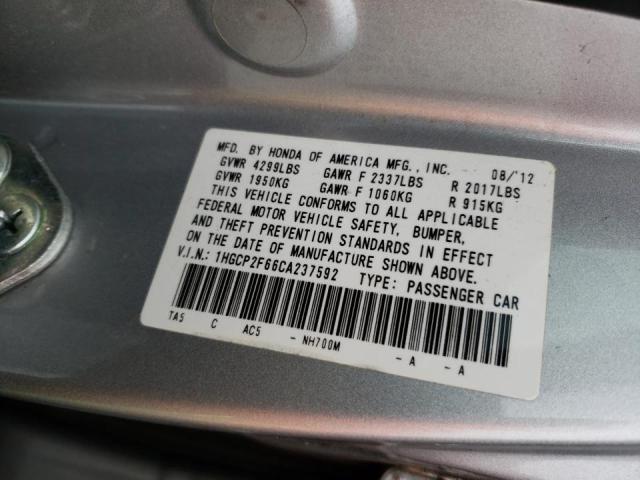 MFD. BY HONDA OF AMERICA MFG., INC. 08/'12
GVWR 4299LBS GAWR F 2337LBS R 2017LBS
GVWR 1950KG GAWR F 1060KG R 915KG
THIS VEHICLE CONFORMS TO ALL APPLICABLE
FEDERAL MOTOR VEHICLE SAFETY, BUMPER,
AND THEFT PREVENTION STANDARDS IN EFFECT
ON THE DATE OF MANUFACTURE SHOWN ABOVE.
V.I.N.: 1HGCP2F66CA237592 TYPE: PASSENGER CAR
TA5 C AC5 - NH700M - A - A